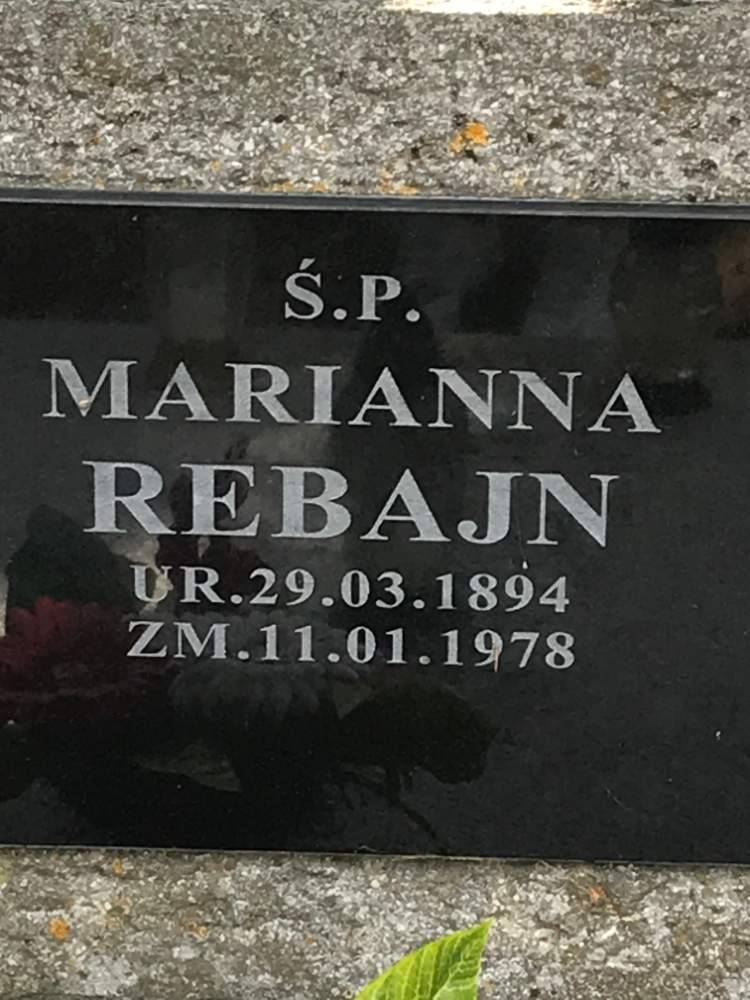 Ś.P.
MARIANNA
REBAJN
UR.29.03.1894
ZM.11.01.1978